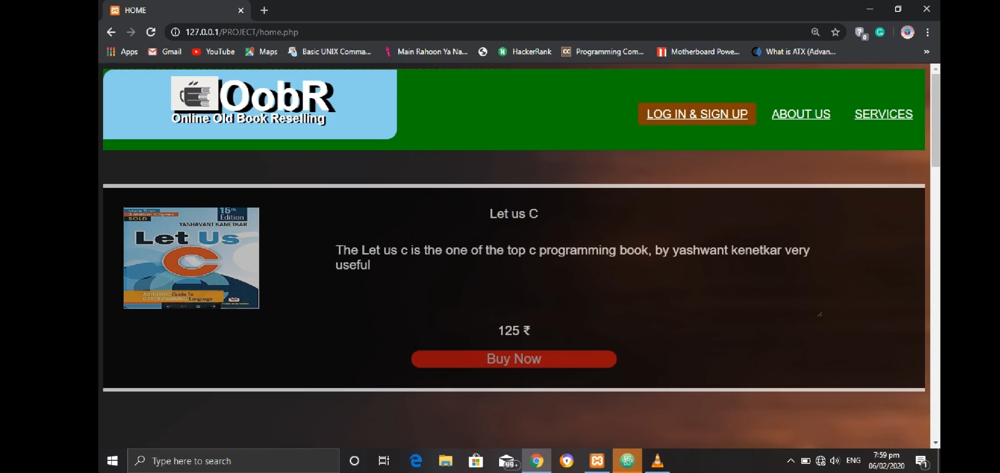 HOME
127.0.0.1/PROJECT/home.php
0
Apps Gmail YouTube Maps Basic UNIX Comma... Main Rahoon Ya Na... HackerRank CC Programming Com... Motherboard Powe... What is ATX (Advan... »
OobR
Online Old Book Reselling
LOG IN & SIGN UP ABOUT US SERVICES
More Than
3 Million Copies
SOLD
15th
Edition
YASHAVANT KANETKAR
Let Us
C
AUTHENTIC Guide To
C PROGRAMMING Language
PUBLICATIONS
Let us C
The Let us c is the one of the top c programming book, by yashwant kenetkar very
useful
125 ₹
Buy Now
Type here to search
99+
ENG
7:59 pm
06/02/2020
1